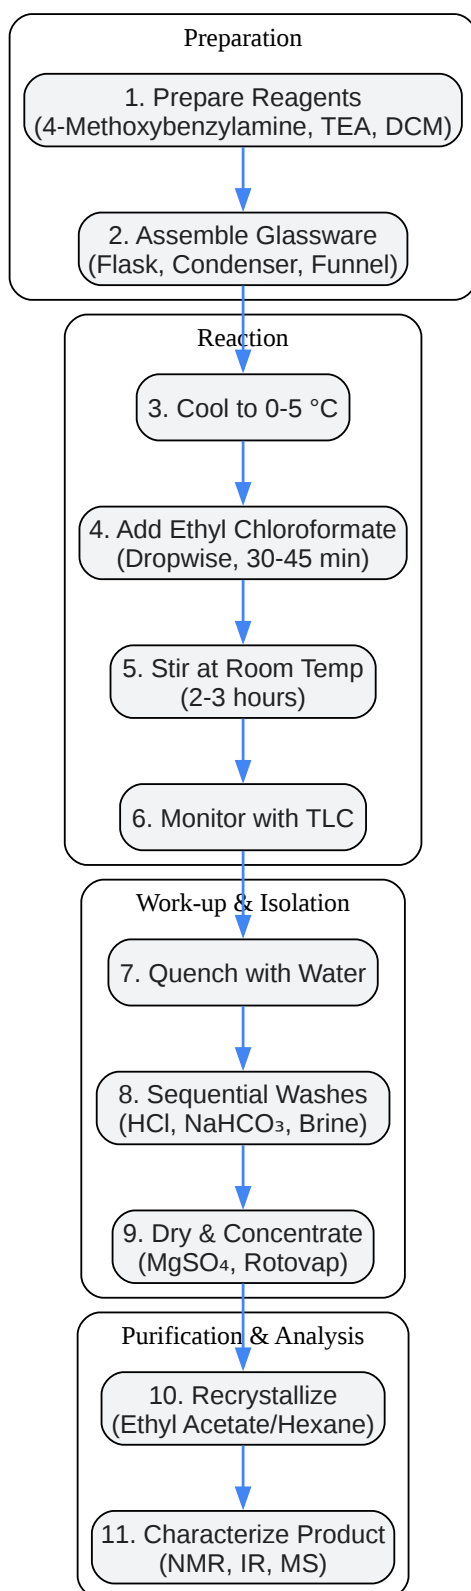 Preparation
1. Prepare Reagents
(4-Methoxybenzylamine, TEA, DCM)
2. Assemble Glassware
(Flask, Condenser, Funnel)
Reaction
3. Cool to 0-5 °C
4. Add Ethyl Chloroformate
(Dropwise, 30-45 min)
5. Stir at Room Temp
(2-3 hours)
6. Monitor with TLC
Work-up & Isolation
7. Quench with Water
8. Sequential Washes
(HCl, NaHCO₃, Brine)
9. Dry & Concentrate
(MgSO₄, Rotovap)
Purification & Analysis
10. Recrystallize
(Ethyl Acetate/Hexane)
11. Characterize Product
(NMR, IR, MS)